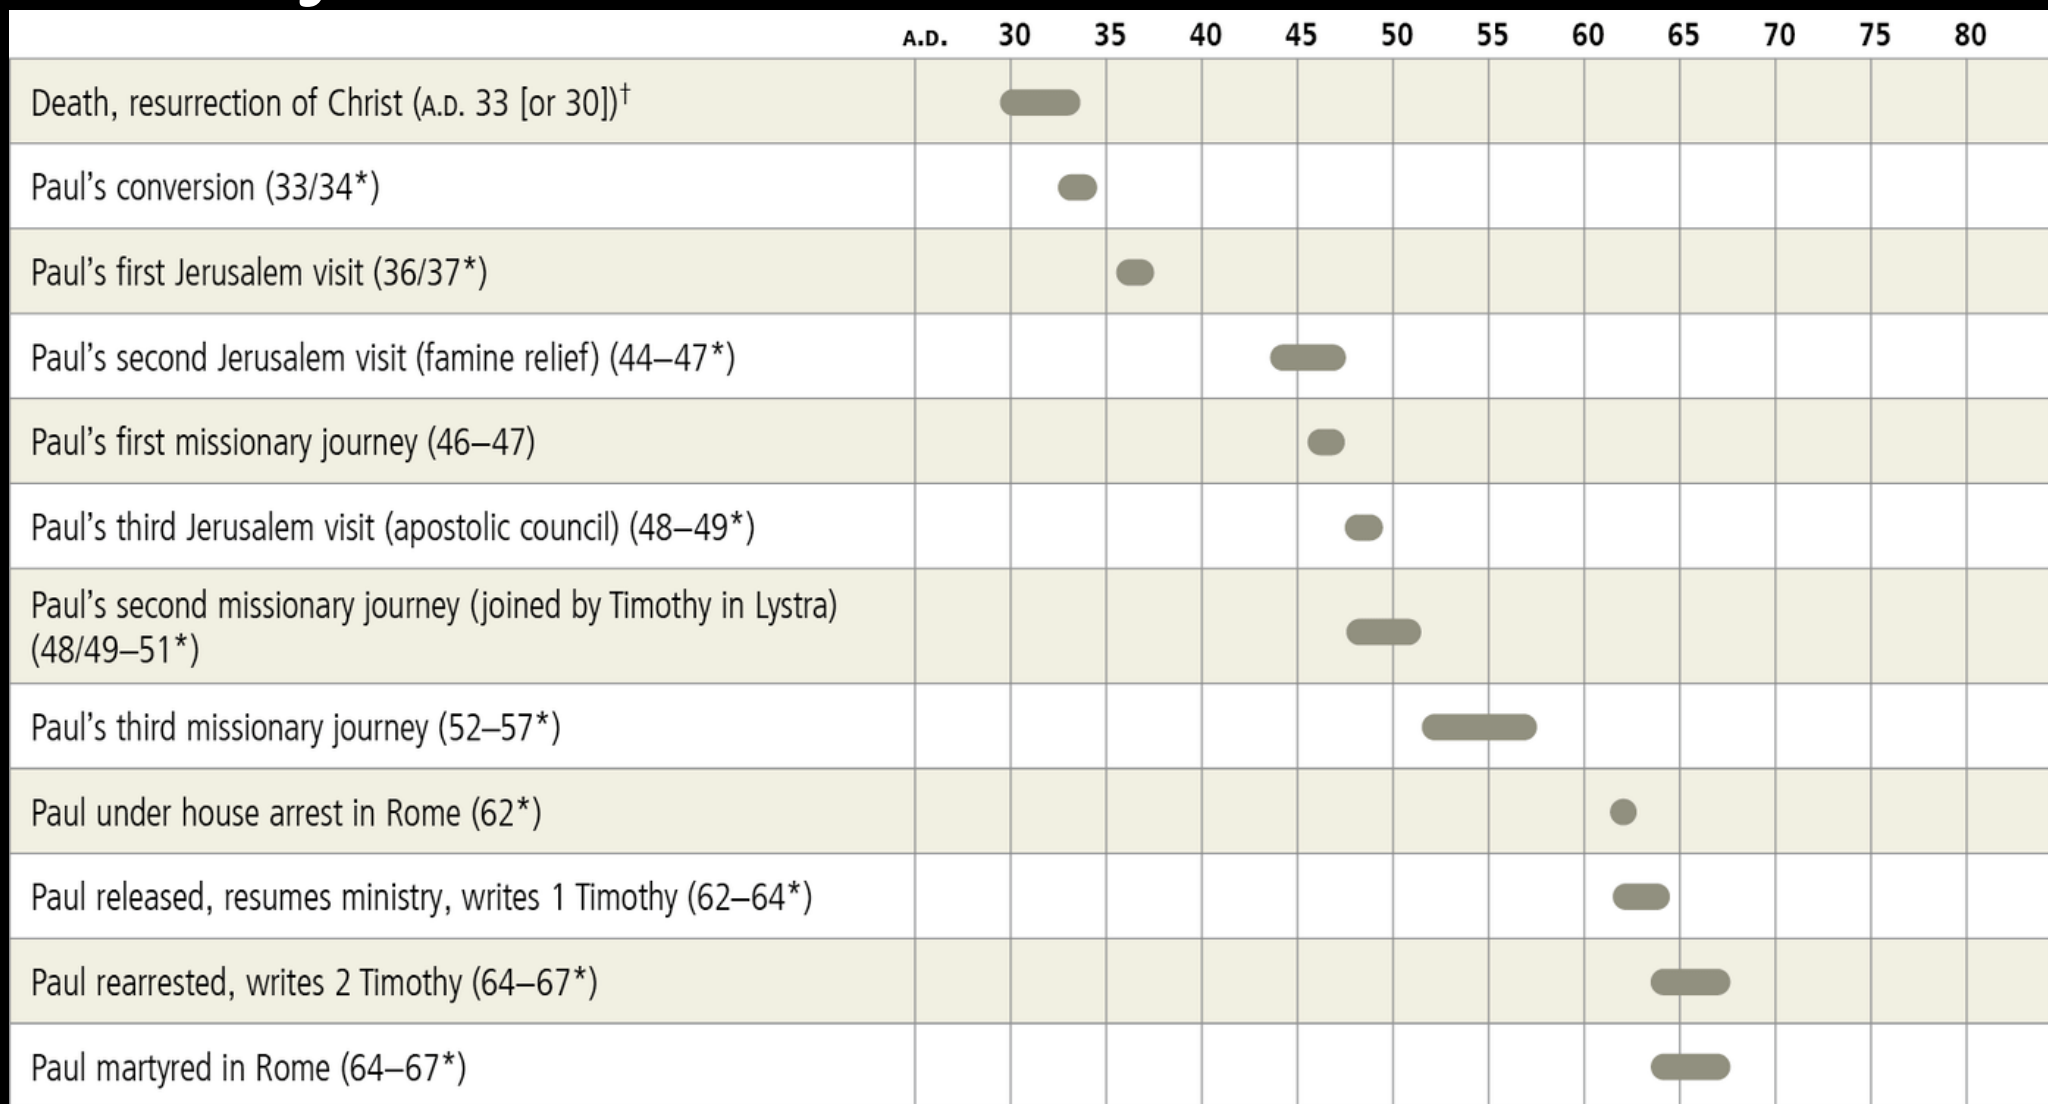 A.D. 30 35 40 45 50 55 60 65 70 75 80
Death, resurrection of Christ (A.D. 33 [or 30])†
Paul’s conversion (33/34*)
Paul’s first Jerusalem visit (36/37*)
Paul’s second Jerusalem visit (famine relief) (44–47*)
Paul’s first missionary journey (46–47)
Paul’s third Jerusalem visit (apostolic council) (48–49*)
Paul’s second missionary journey (joined by Timothy in Lystra)
(48/49–51*)
Paul’s third missionary journey (52–57*)
Paul under house arrest in Rome (62*)
Paul released, resumes ministry, writes 1 Timothy (62–64*)
Paul rearrested, writes 2 Timothy (64–67*)
Paul martyred in Rome (64–67*)